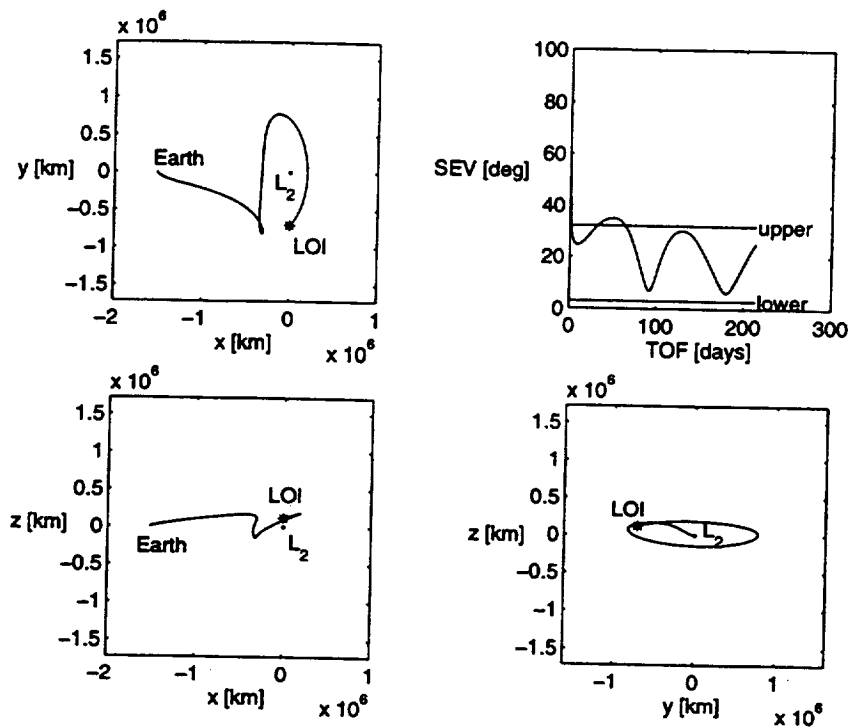 x 10^6
1.5
1
0.5
y [km] 0
-0.5
-1
-1.5
Earth
L_2
LOI
-2 -1 0 1
x [km]
x 10^6
100
80
60
SEV [deg]
40
20
0
upper
lower
0 100 200 300
TOF [days]
x 10^6
1.5
1
0.5
z [km] 0
-0.5
-1
-1.5
LOI
Earth
L_2
-2 -1 0 1
x [km]
x 10^6
x 10^6
1.5
1
0.5
z [km] 0
-0.5
-1
-1.5
LOI
L_2
-1 0 1
y [km]
x 10^6